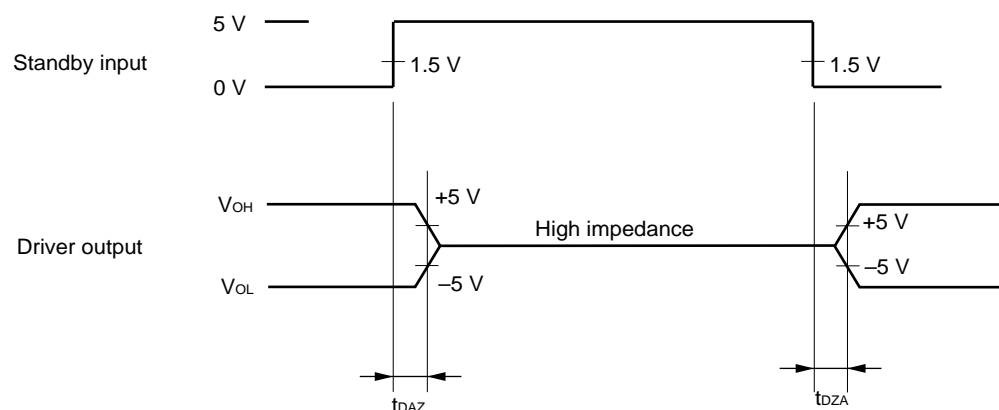 5 V
Standby input
1.5 V
1.5 V
0 V
VOH
+5 V
High impedance
+5 V
Driver output
–5 V
–5 V
VOL
tDAZ
tDZA